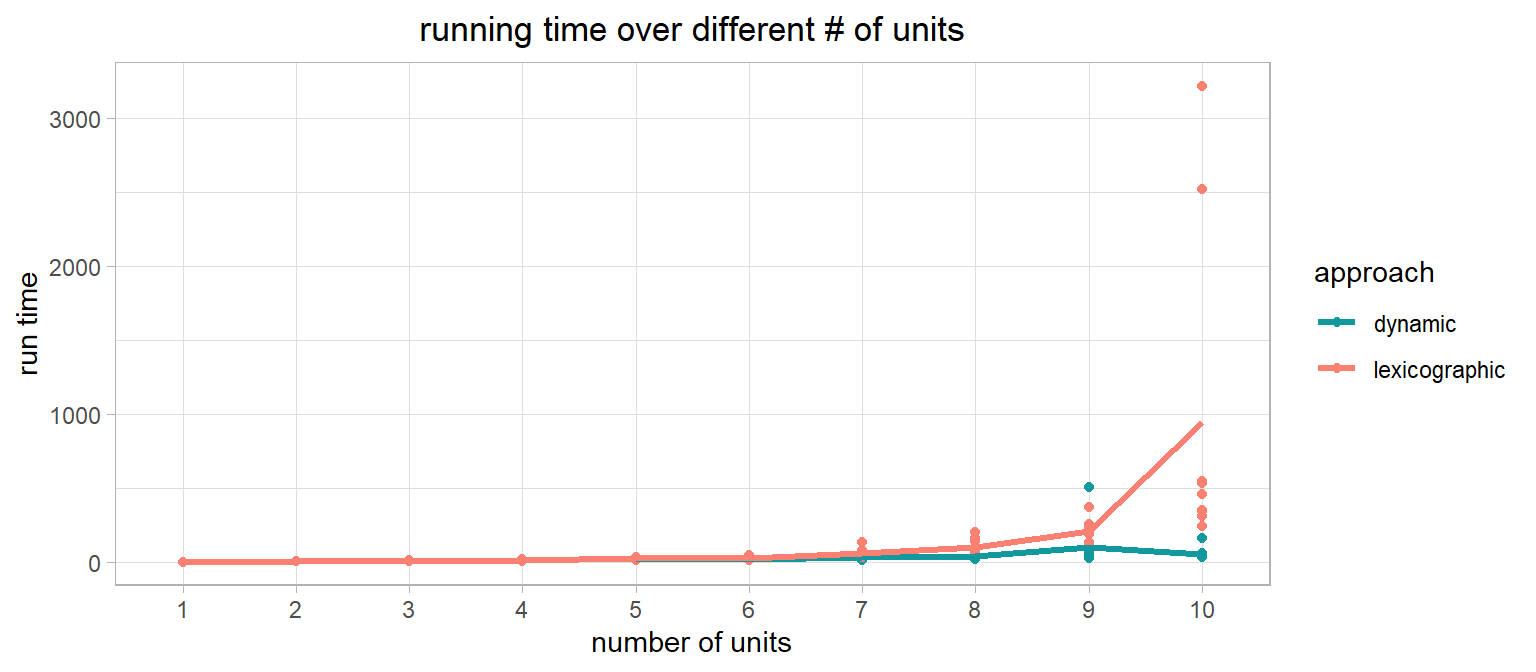 running time over different # of units
3000
2000
1000
0
run time
1 2 3 4 5 6 7 8 9 10
number of units
approach
dynamic
lexicographic